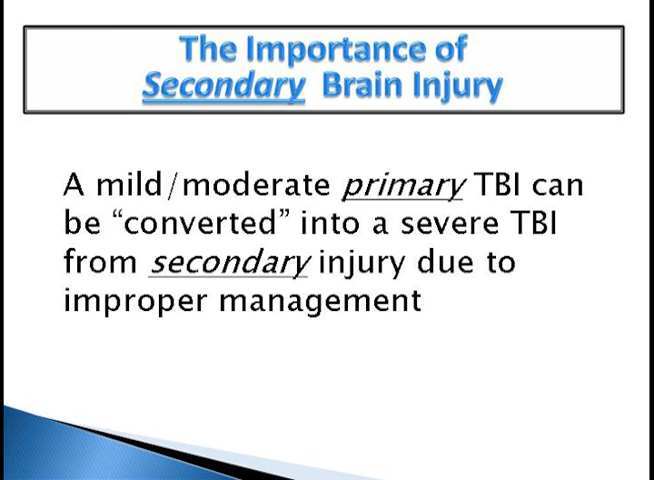 The Importance of
Secondary Brain Injury
A mild/moderate primary TBI can
be “converted” into a severe TBI
from secondary injury due to
improper management